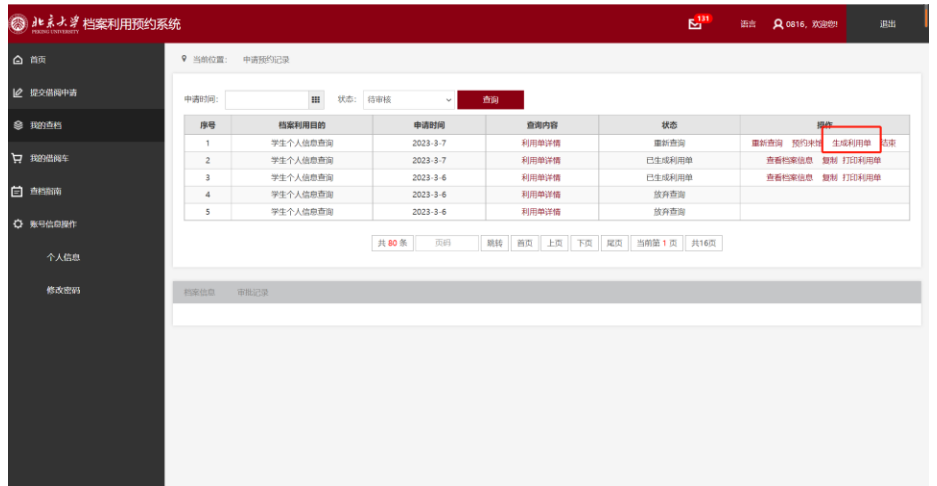 北京大学 档案利用预约系统 131 语言 0816，欢迎您!! 退出
PEKING UNIVERSITY
首页
提交借阅申请
我的查档
我的借阅车
查档指南
账号信息操作
个人信息
修改密码
当前位置： 申请预约记录
申请时间： 状态： 待审核 查询
序号 档案利用目的 申请时间 查询内容 状态 操作
1 学生个人信息查询 2023-3-7 利用单详情 重新查询 重新查询 预约来馆 生成利用单 结束
2 学生个人信息查询 2023-3-7 利用单详情 已生成利用单 查看档案信息 复制 打印利用单
3 学生个人信息查询 2023-3-6 利用单详情 已生成利用单 查看档案信息 复制 打印利用单
4 学生个人信息查询 2023-3-6 利用单详情 放弃查询
5 学生个人信息查询 2023-3-6 利用单详情 放弃查询
共 80 条 页码 跳转 首页 上页 下页 尾页 当前第 1 页 共16页
档案信息 审批记录